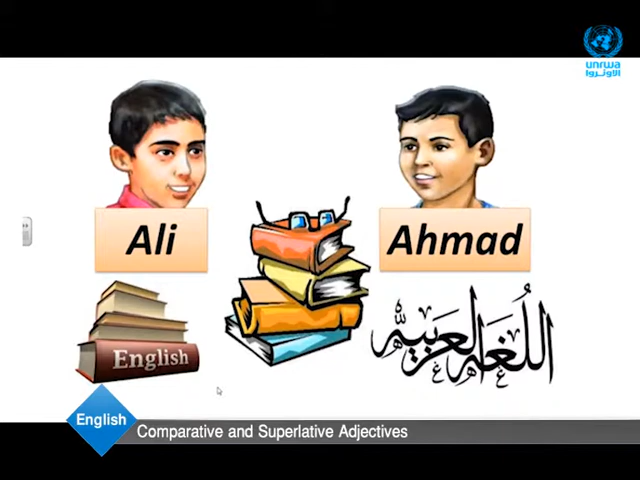 unrwa
الأونروا
Ali
Ahmad
English
اللغة العربية
English
Comparative and Superlative Adjectives